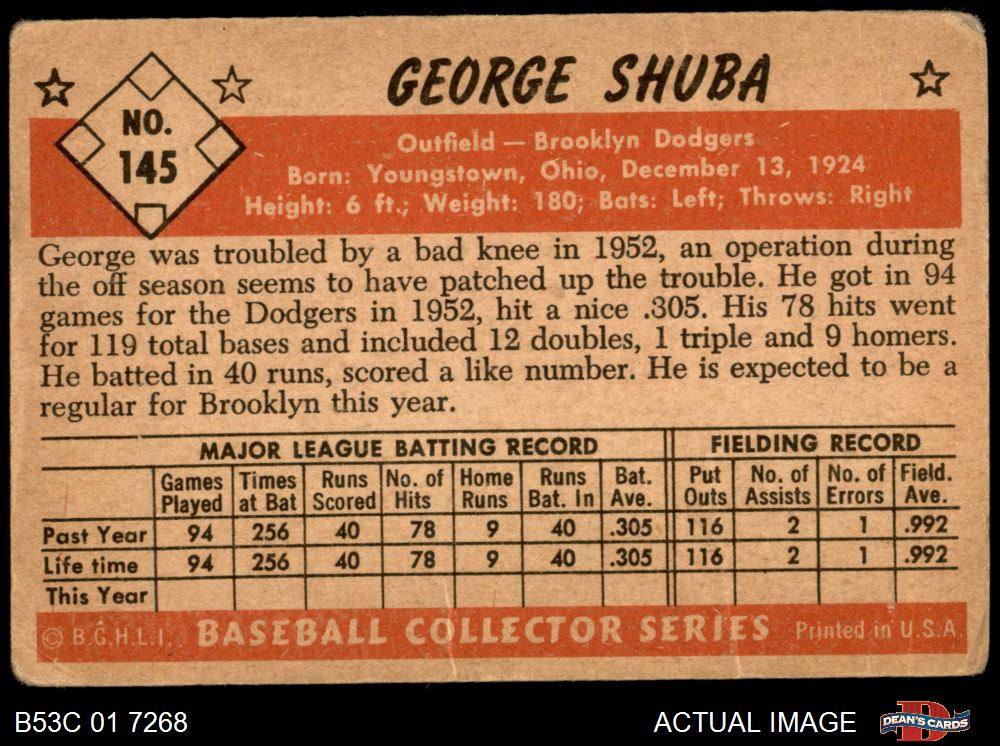 NO.
145
GEORGE SHUBA
Outfield — Brooklyn Dodgers
Born: Youngstown, Ohio, December 13, 1924
Height: 6 ft.; Weight: 180; Bats: Left; Throws: Right
George was troubled by a bad knee in 1952, an operation during
the off season seems to have patched up the trouble. He got in 94
games for the Dodgers in 1952, hit a nice .305. His 78 hits went
for 119 total bases and included 12 doubles, 1 triple and 9 homers.
He batted in 40 runs, scored a like number. He is expected to be a
regular for Brooklyn this year.
MAJOR LEAGUE BATTING RECORD FIELDING RECORD
Games Times Runs No. of Home Runs Bat. Put No. of No. of Field.
Played at Bat Scored Hits Runs Bat. In Ave. Outs Assists Errors Ave.
Past Year 94 256 40 78 9 40 .305 116 2 1 .992
Life time 94 256 40 78 9 40 .305 116 2 1 .992
This Year
© B.G.H.L.I. BASEBALL COLLECTOR SERIES Printed in U.S.A.
B53C 01 7268 ACTUAL IMAGE DEAN'S CARDS